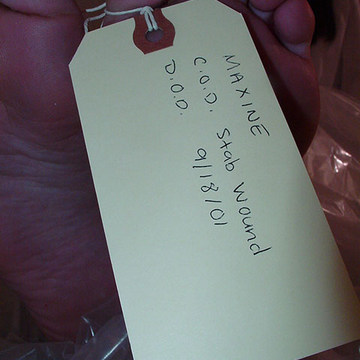 MAXINE
C.O.D. Stab Wound
D.O.D. 9/18/01